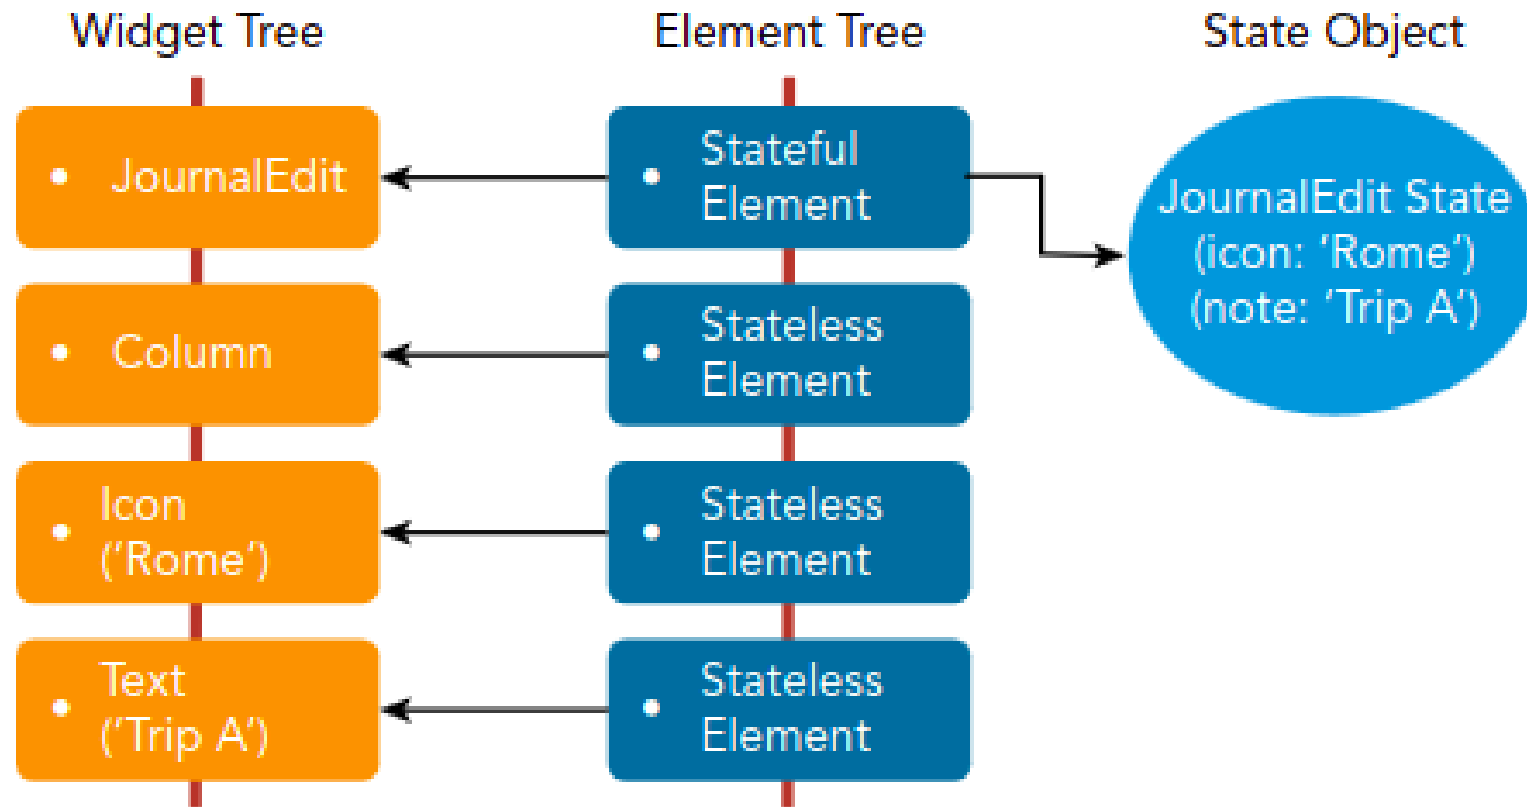 Widget Tree
Element Tree
State Object
JournalEdit
Stateful
Element
JournalEdit State
(icon: ‘Rome’)
(note: ‘Trip A’)
Column
Stateless
Element
Icon
(‘Rome’)
Stateless
Element
Text
(‘Trip A’)
Stateless
Element